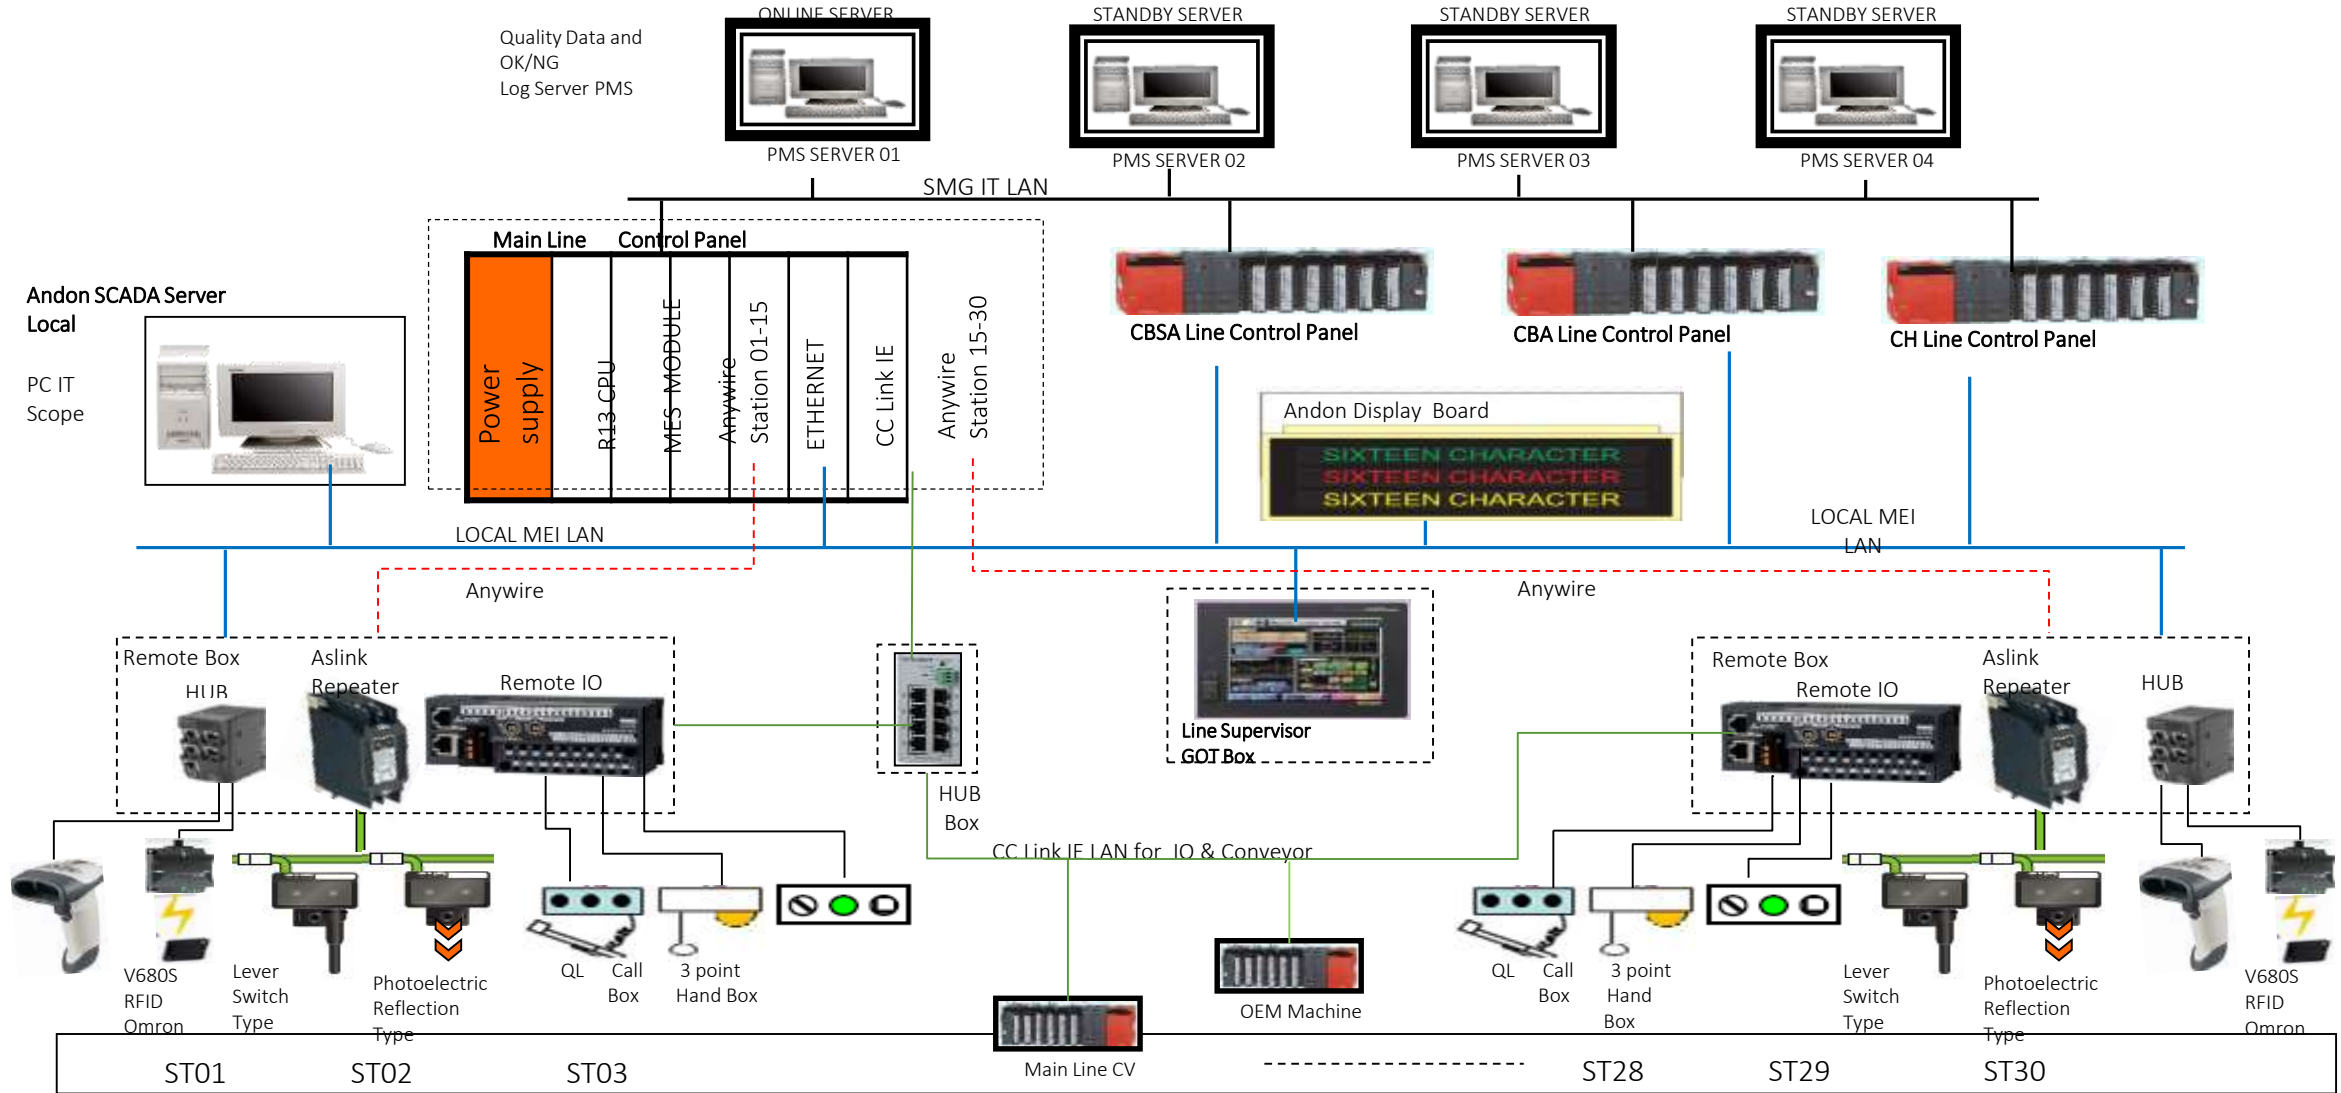 ONLINE SERVER
STANDBY SERVER
STANDBY SERVER
STANDBY SERVER
Quality Data and
OK/NG
Log Server PMS
PMS SERVER 01
PMS SERVER 02
PMS SERVER 03
PMS SERVER 04
SMG IT LAN
Main Line Control Panel
Power
supply
R13 CPU
MES MODULE
Anywire
Station 01-15
ETHERNET
CC Link IE
Anywire
Station 15-30
Andon SCADA Server
Local
PC IT
Scope
CBSA Line Control Panel
CBA Line Control Panel
CH Line Control Panel
Andon Display Board
SIXTEEN CHARACTER
SIXTEEN CHARACTER
SIXTEEN CHARACTER
LOCAL MEI LAN
LOCAL MEI
LAN
Anywire
Anywire
Remote Box
HUB
Aslink
Repeater
Remote IO
HUB
Box
Line Supervisor
GOT Box
Remote Box
Remote IO
Aslink
Repeater
HUB
CC Link IE LAN for IO & Conveyor
V680S
RFID
Omron
Lever
Switch
Type
Photoelectric
Reflection
Type
QL
Call
Box
3 point
Hand Box
OEM Machine
Main Line CV
QL
Call
Box
3 point
Hand
Box
Lever
Switch
Type
Photoelectric
Reflection
Type
V680S
RFID
Omron
ST01
ST02
ST03
ST28
ST29
ST30